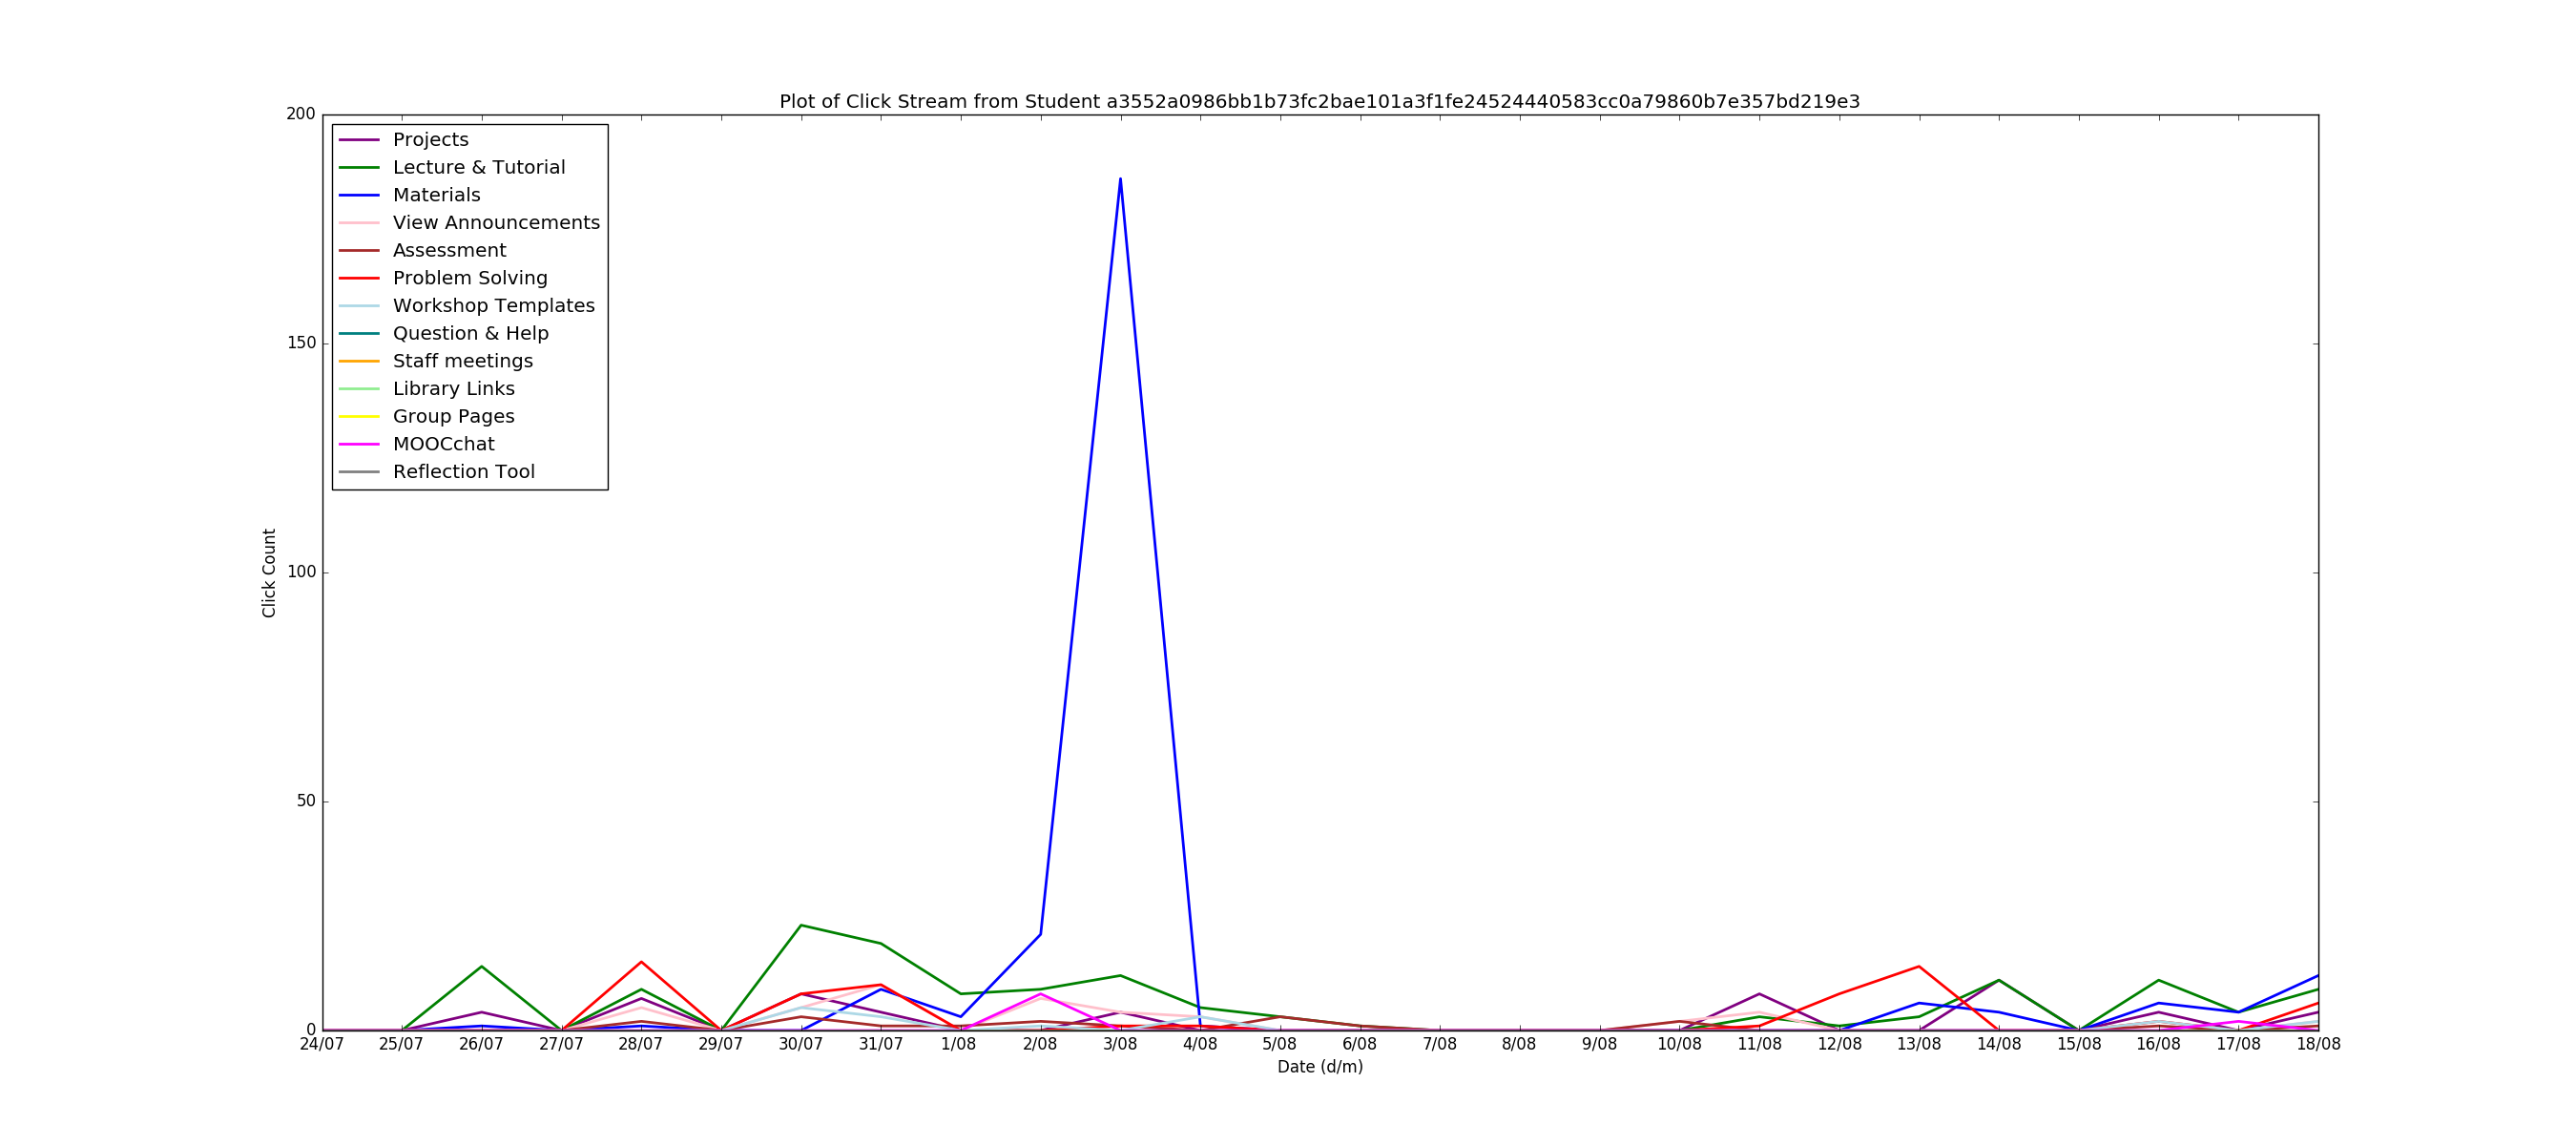 Plot of Click Stream from Student a3552a0986bb1b73fc2bae101a3f1fe24524440583cc0a79860b7e357bd219e3
200
150
100
50
0
Click Count
Projects
Lecture & Tutorial
Materials
View Announcements
Assessment
Problem Solving
Workshop Templates
Question & Help
Staff meetings
Library Links
Group Pages
MOOCchat
Reflection Tool
24/07 25/07 26/07 27/07 28/07 29/07 30/07 31/07 1/08 2/08 3/08 4/08 5/08 6/08 7/08 8/08 9/08 10/08 11/08 12/08 13/08 14/08 15/08 16/08 17/08 18/08
Date (d/m)